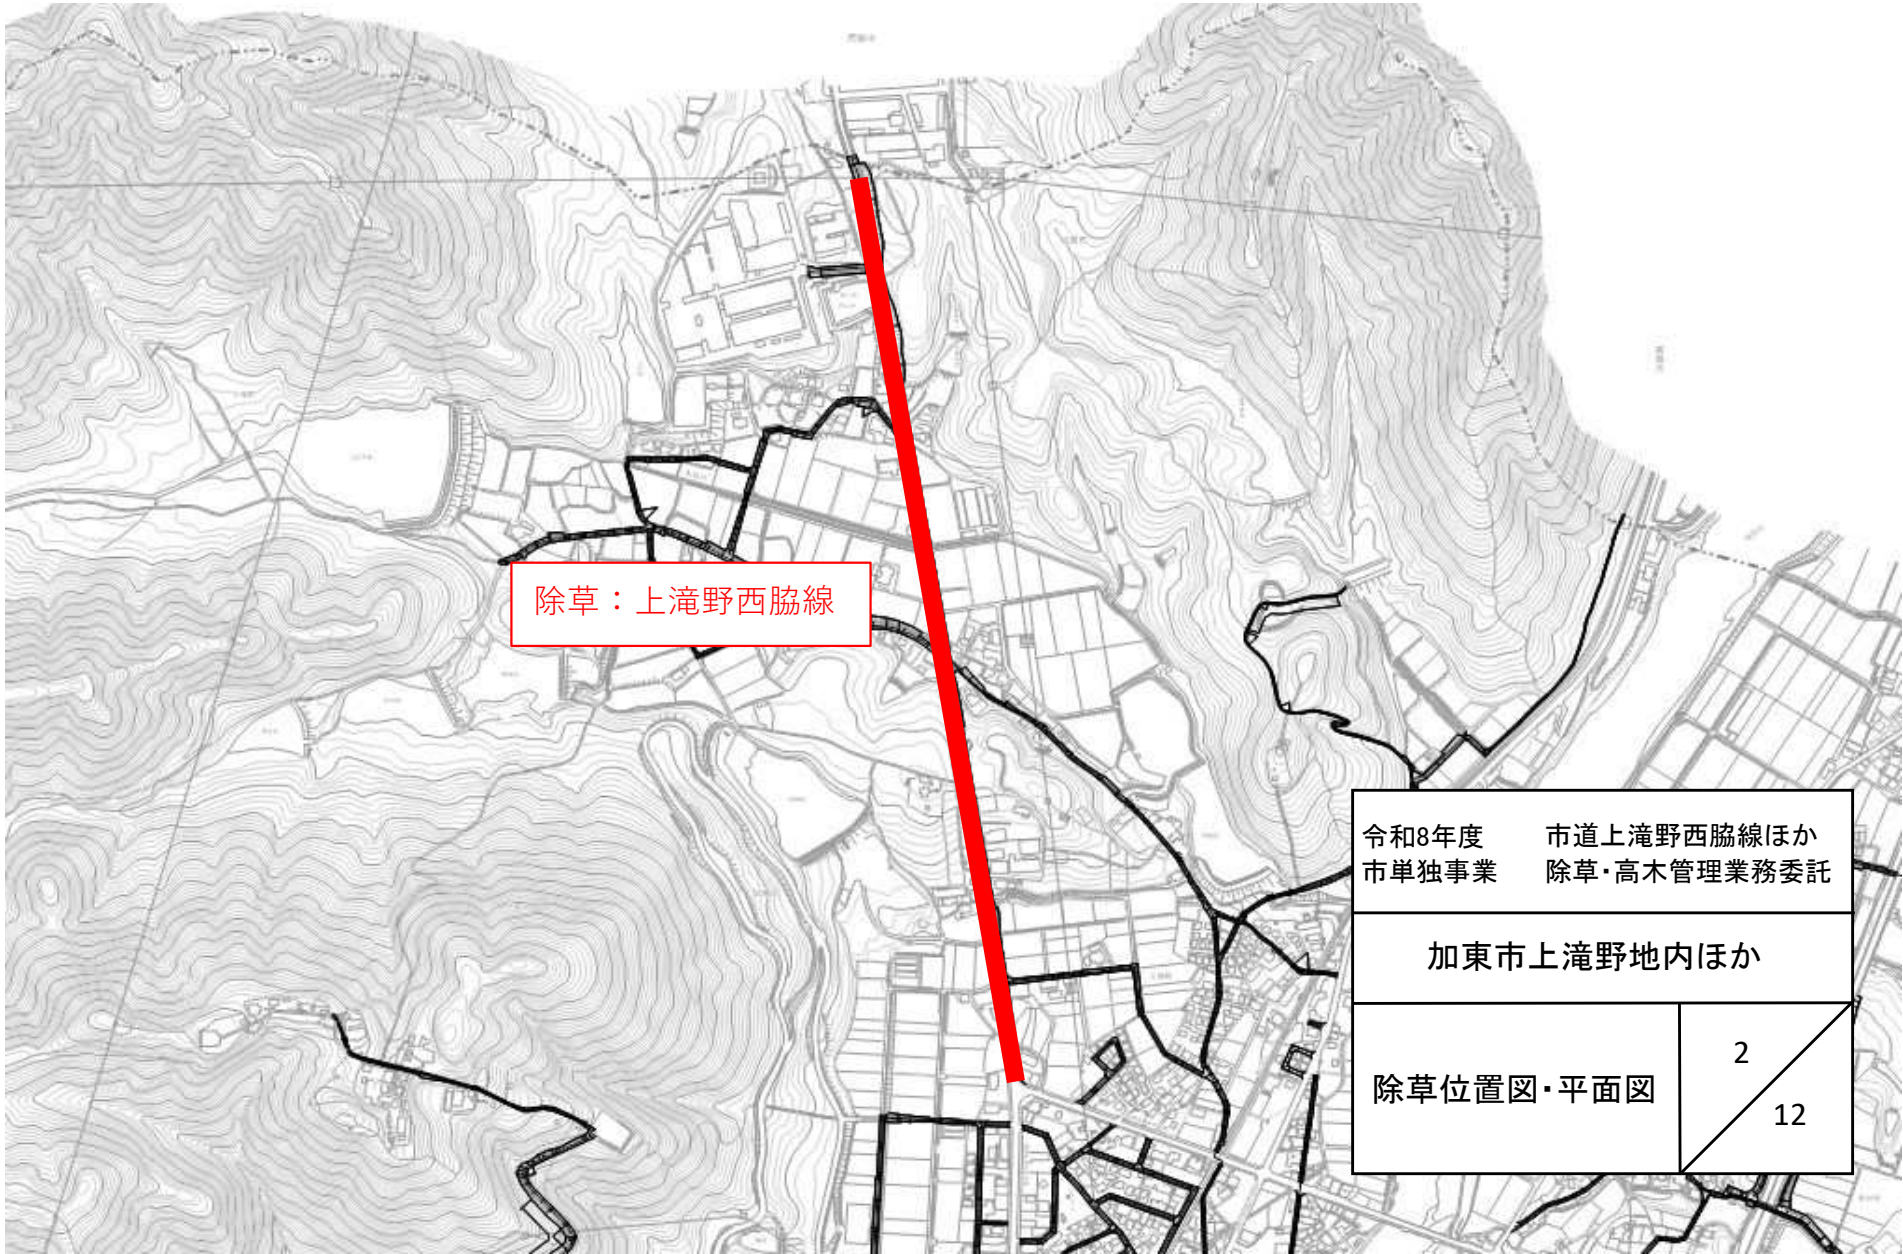 除草：上滝野西脇線
令和8年度 市道上滝野西脇線ほか
市単独事業 除草・高木管理業務委託
加東市上滝野地内ほか
除草位置図・平面図
2
12